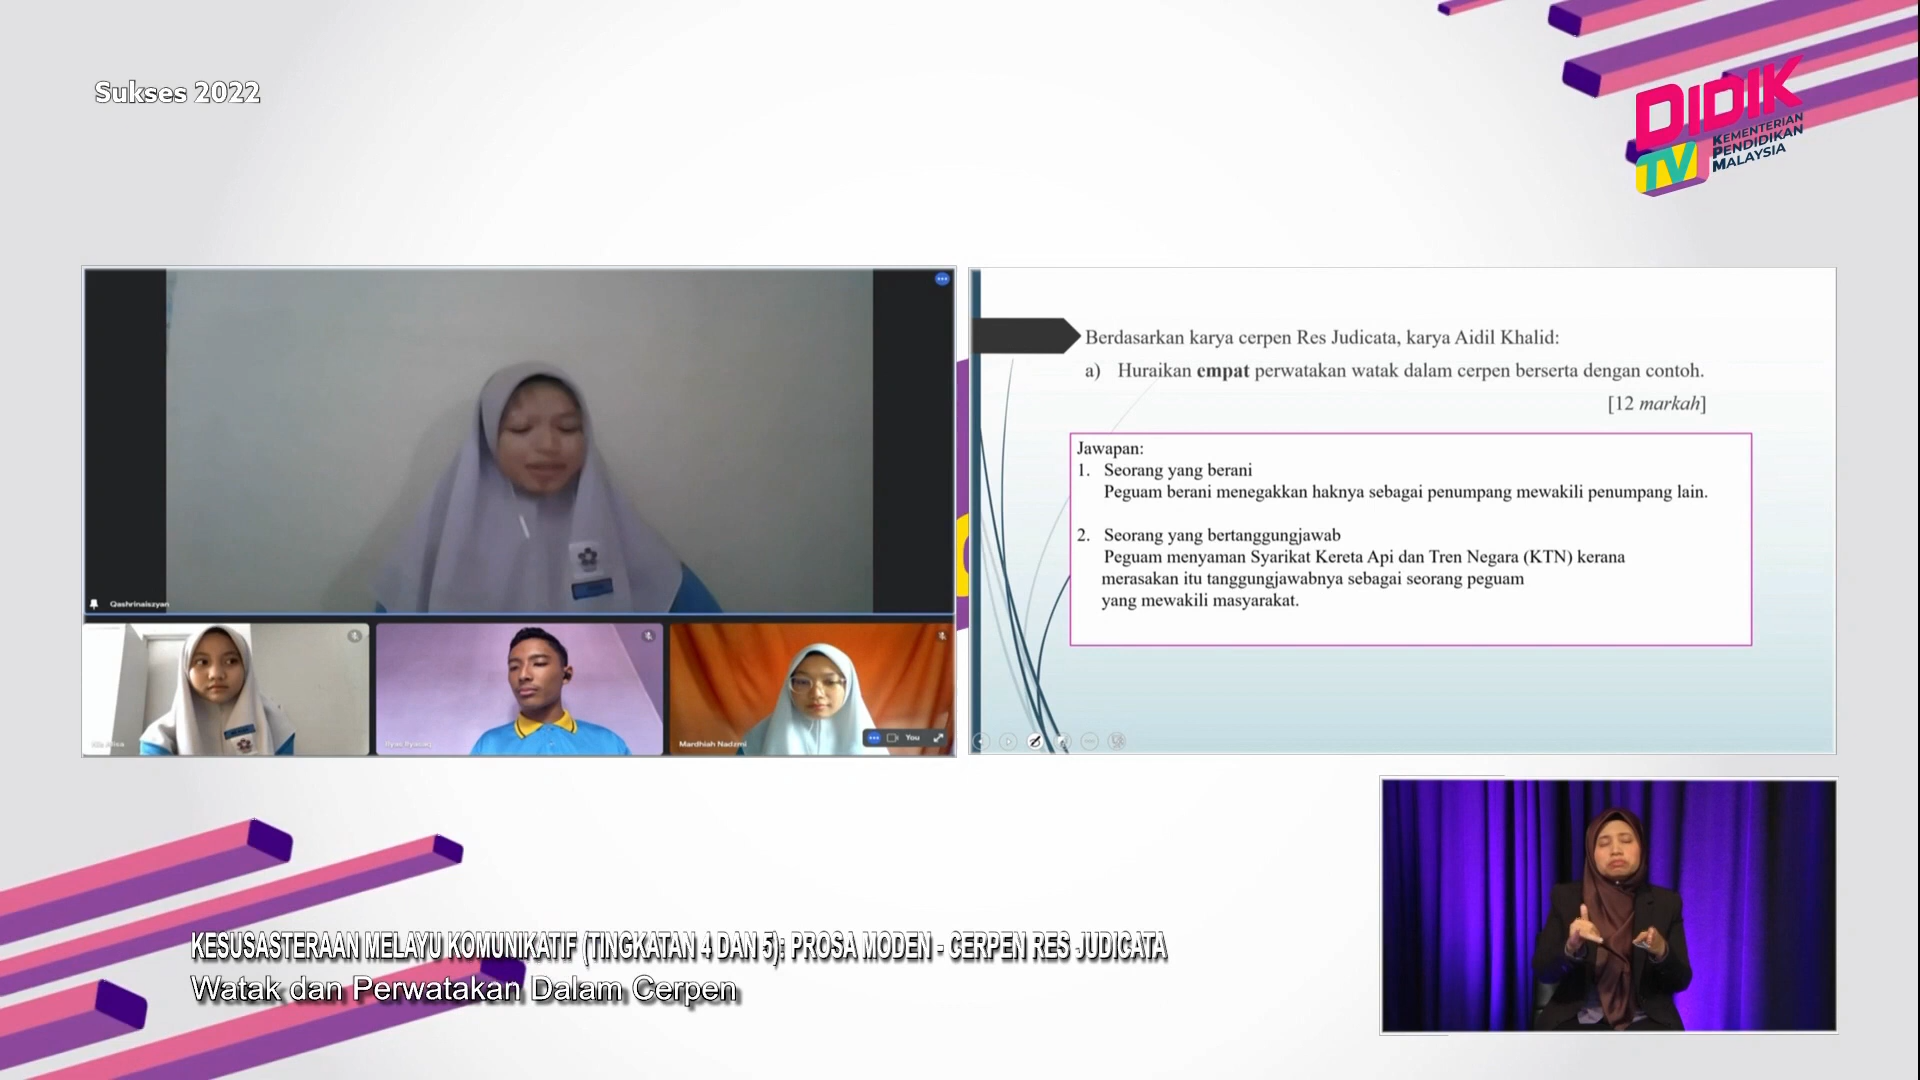 Sukses 2022
DIDIK
TV
KEMENTERIAN
PENDIDIKAN
MALAYSIA
Qashrinaiszyan
Mardhiah Nadzmi
You
Berdasarkan karya cerpen Res Judicata, karya Aidil Khalid:
a) Huraikan empat perwatakan watak dalam cerpen berserta dengan contoh.
[12 markah]
Jawapan:
1. Seorang yang berani
Peguam berani menegakkan haknya sebagai penumpang mewakili penumpang lain.
2. Seorang yang bertanggungjawab
Peguam menyaman Syarikat Kereta Api dan Tren Negara (KTN) kerana
merasakan itu tanggungjawabnya sebagai seorang peguam
yang mewakili masyarakat.
KESUSASTERAAN MELAYU KOMUNIKATIF (TINGKATAN 4 DAN 5): PROSA MODEN - CERPEN RES JUDICATA
Watak dan Perwatakan Dalam Cerpen